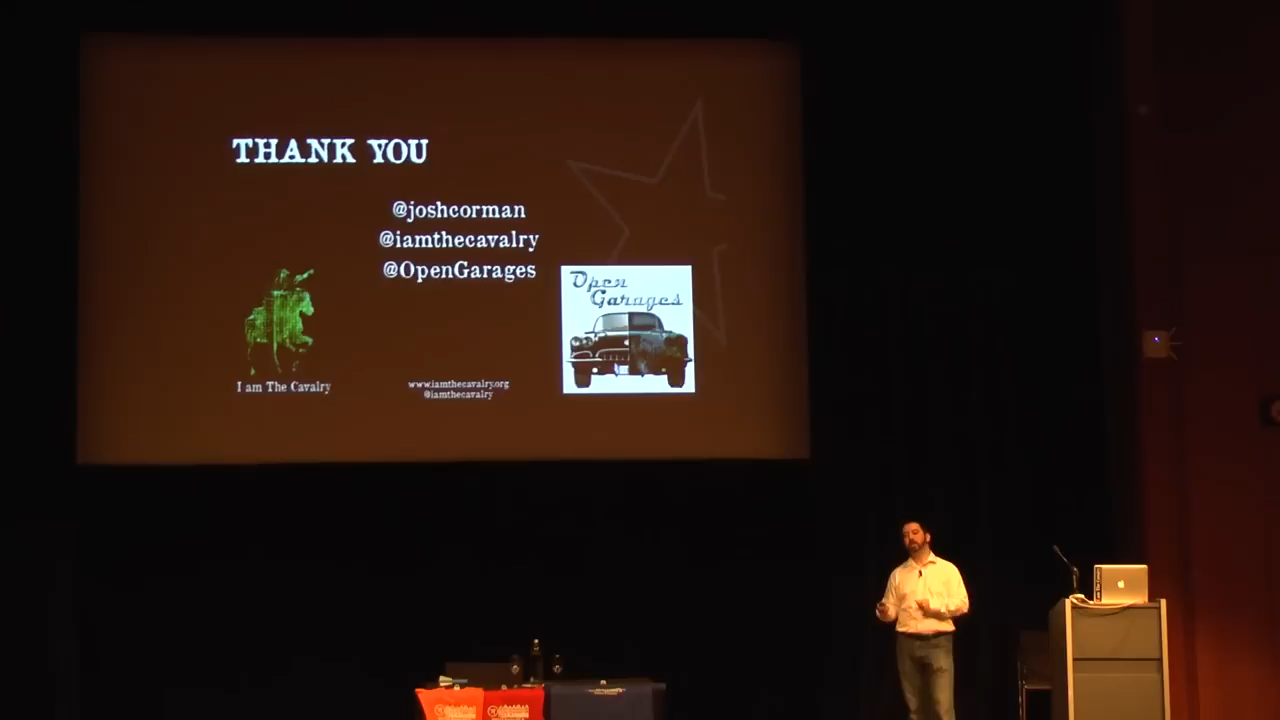 THANK YOU
@joshcorman
@iamthecavalry
@OpenGarages
Open
Garages
I am The Cavalry
www.iamthecavalry.org
@iamthecavalry